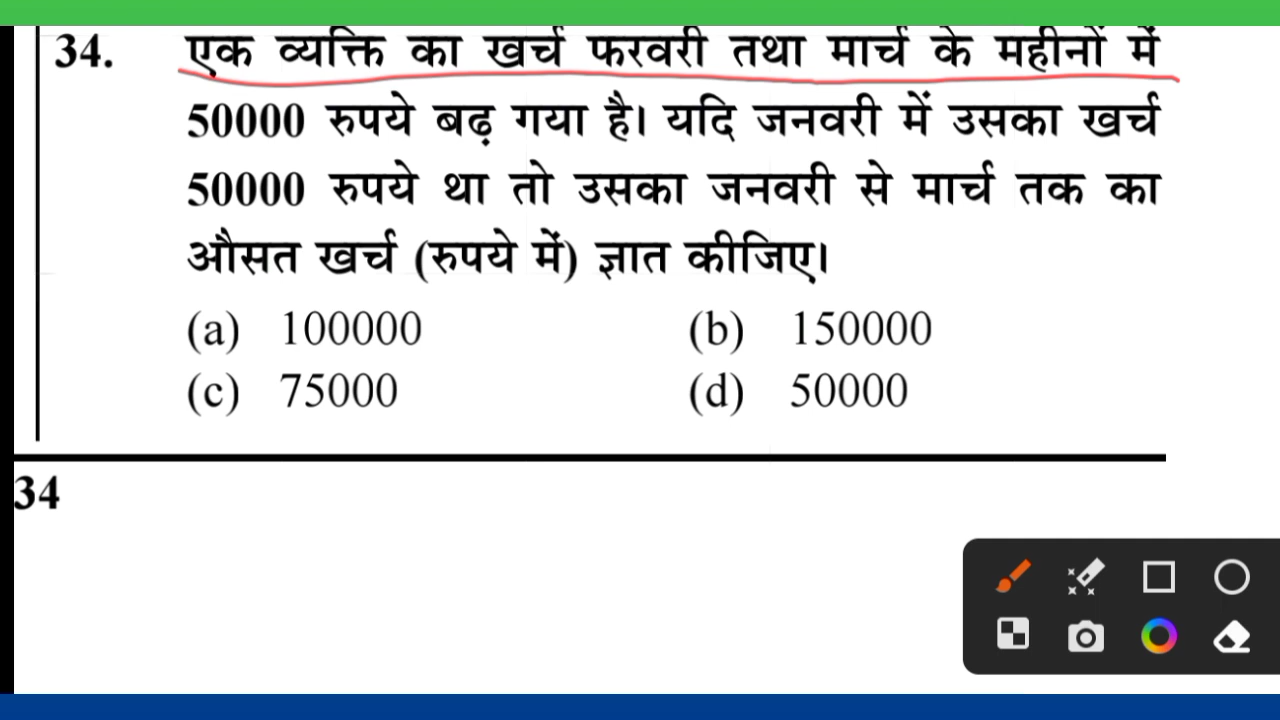 34. एक व्यक्ति का खर्च फरवरी तथा मार्च के महीनों में
50000 रुपये बढ़ गया है। यदि जनवरी में उसका खर्च
50000 रुपये था तो उसका जनवरी से मार्च तक का
औसत खर्च (रुपये में) ज्ञात कीजिए।
(a) 100000 (b) 150000
(c) 75000 (d) 50000
34